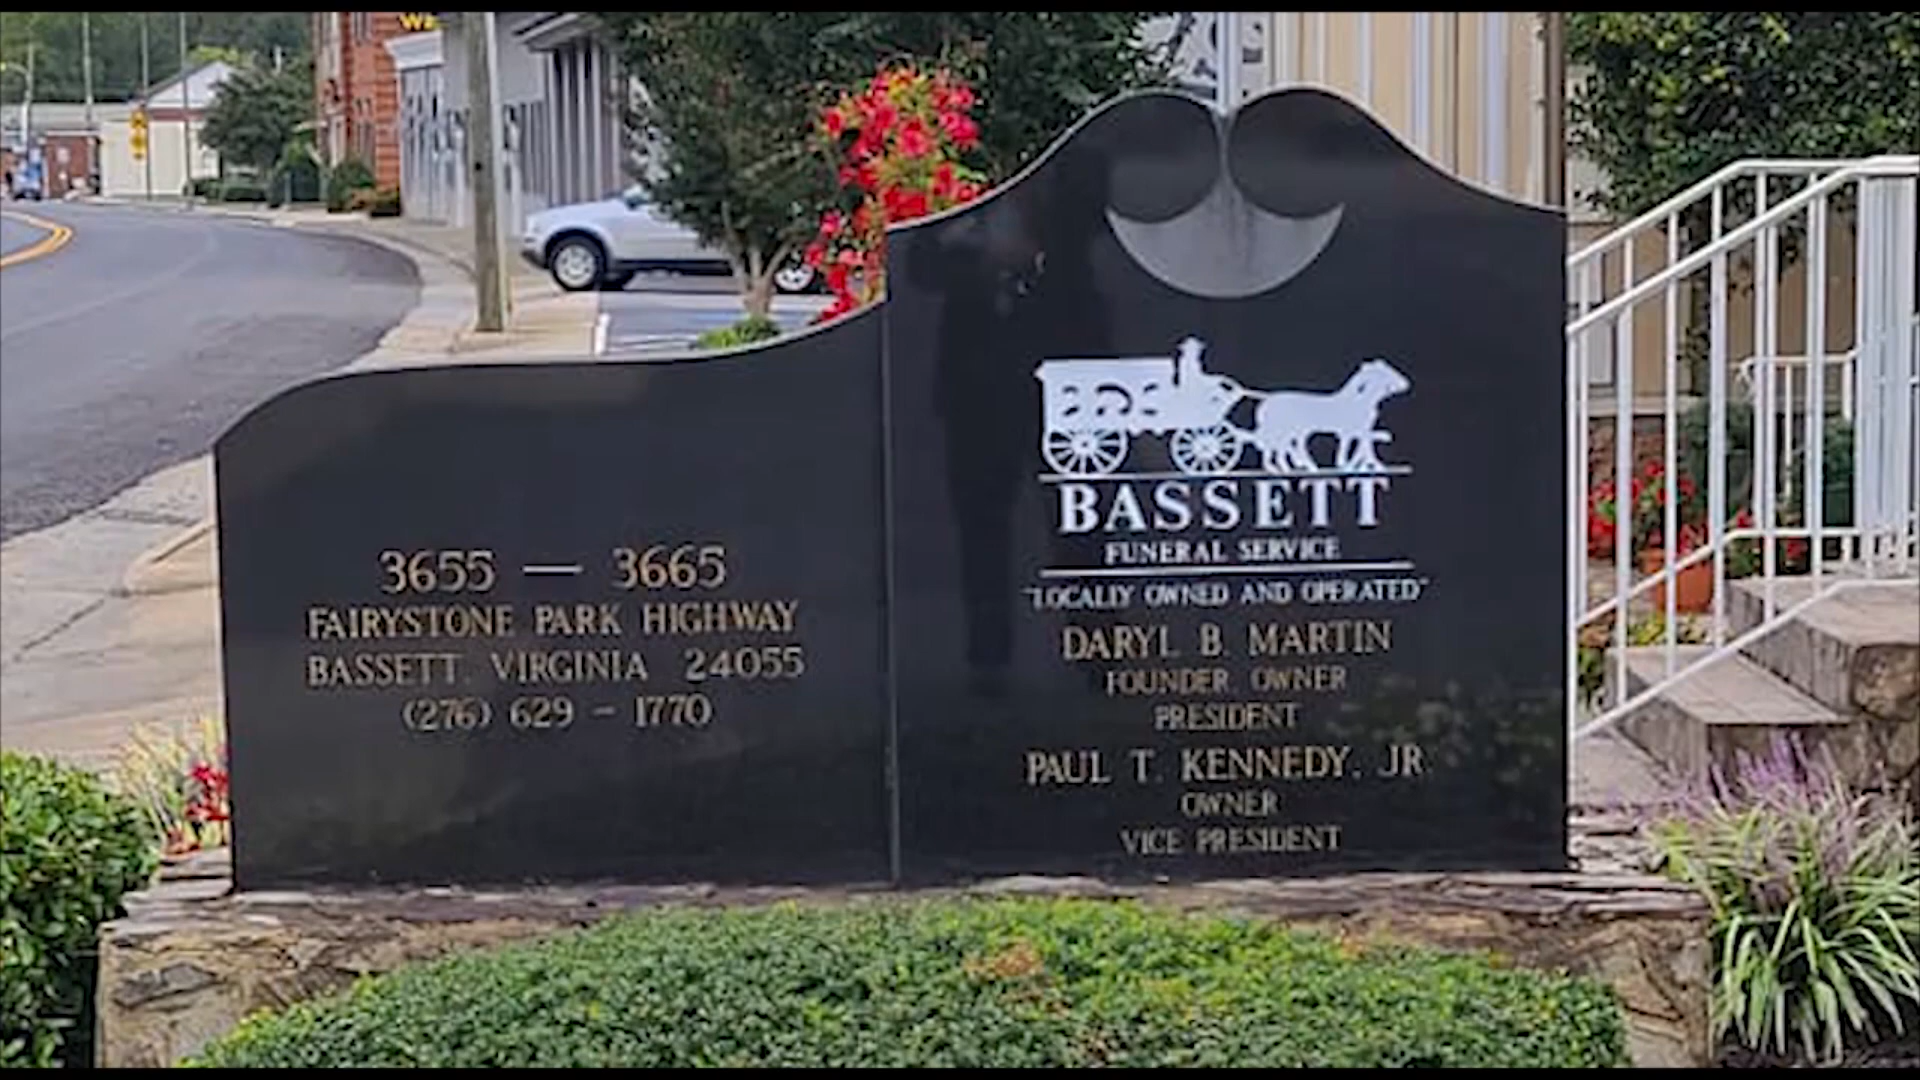 3655 — 3665
FAIRYSTONE PARK HIGHWAY
BASSETT, VIRGINIA 24055
(276) 629 - 1770
BASSETT
FUNERAL SERVICE
"LOCALLY OWNED AND OPERATED"
DARYL B. MARTIN
FOUNDER, OWNER
PRESIDENT
PAUL T. KENNEDY, JR.
OWNER
VICE PRESIDENT